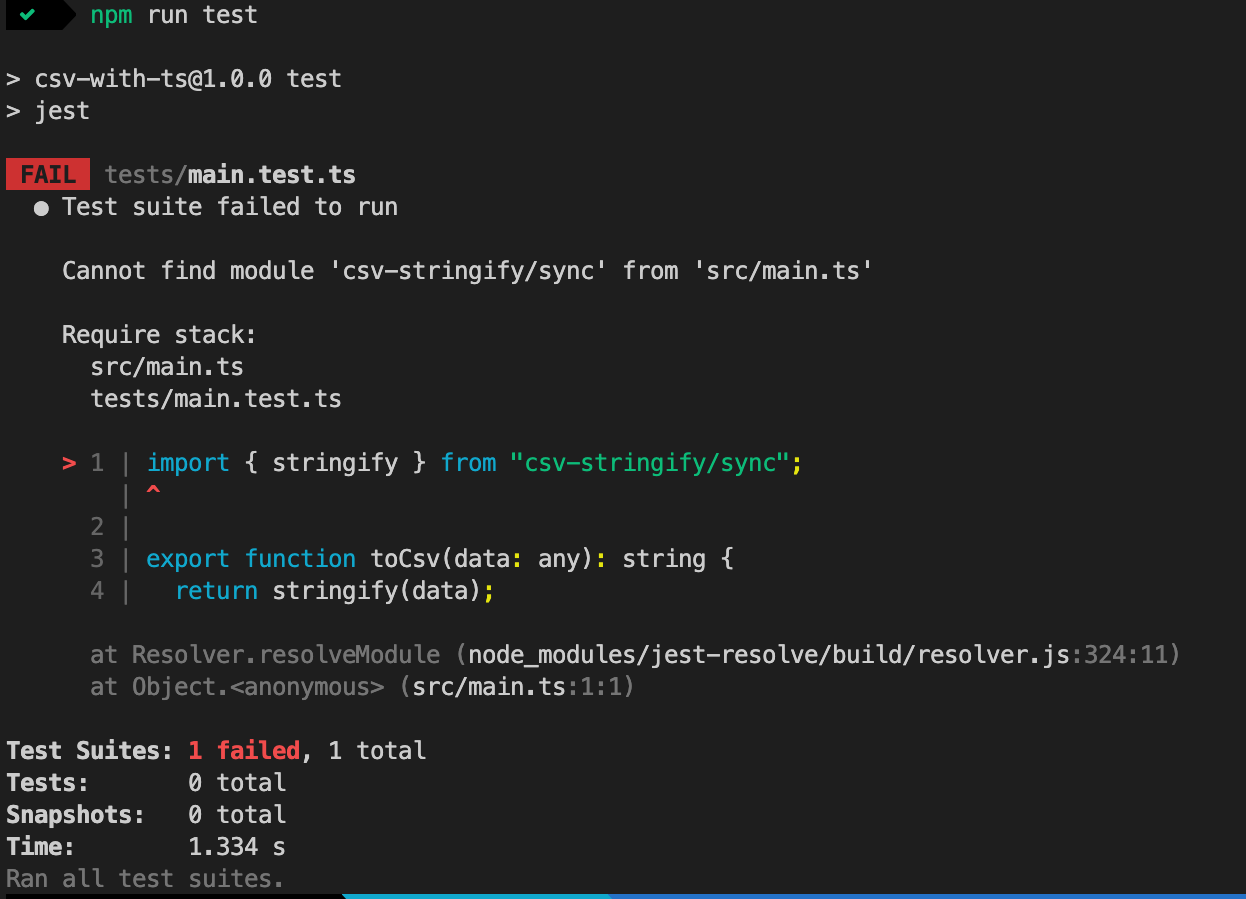 ✔ npm run test
> csv-with-ts@1.0.0 test
> jest
FAIL tests/main.test.ts
● Test suite failed to run
Cannot find module 'csv-stringify/sync' from 'src/main.ts'
Require stack:
src/main.ts
tests/main.test.ts
> 1 | import { stringify } from "csv-stringify/sync";
| ^
2 |
3 | export function toCsv(data: any): string {
4 | return stringify(data);
at Resolver.resolveModule (node_modules/jest-resolve/build/resolver.js:324:11)
at Object.<anonymous> (src/main.ts:1:1)
Test Suites: 1 failed, 1 total
Tests: 0 total
Snapshots: 0 total
Time: 1.334 s
Ran all test suites.